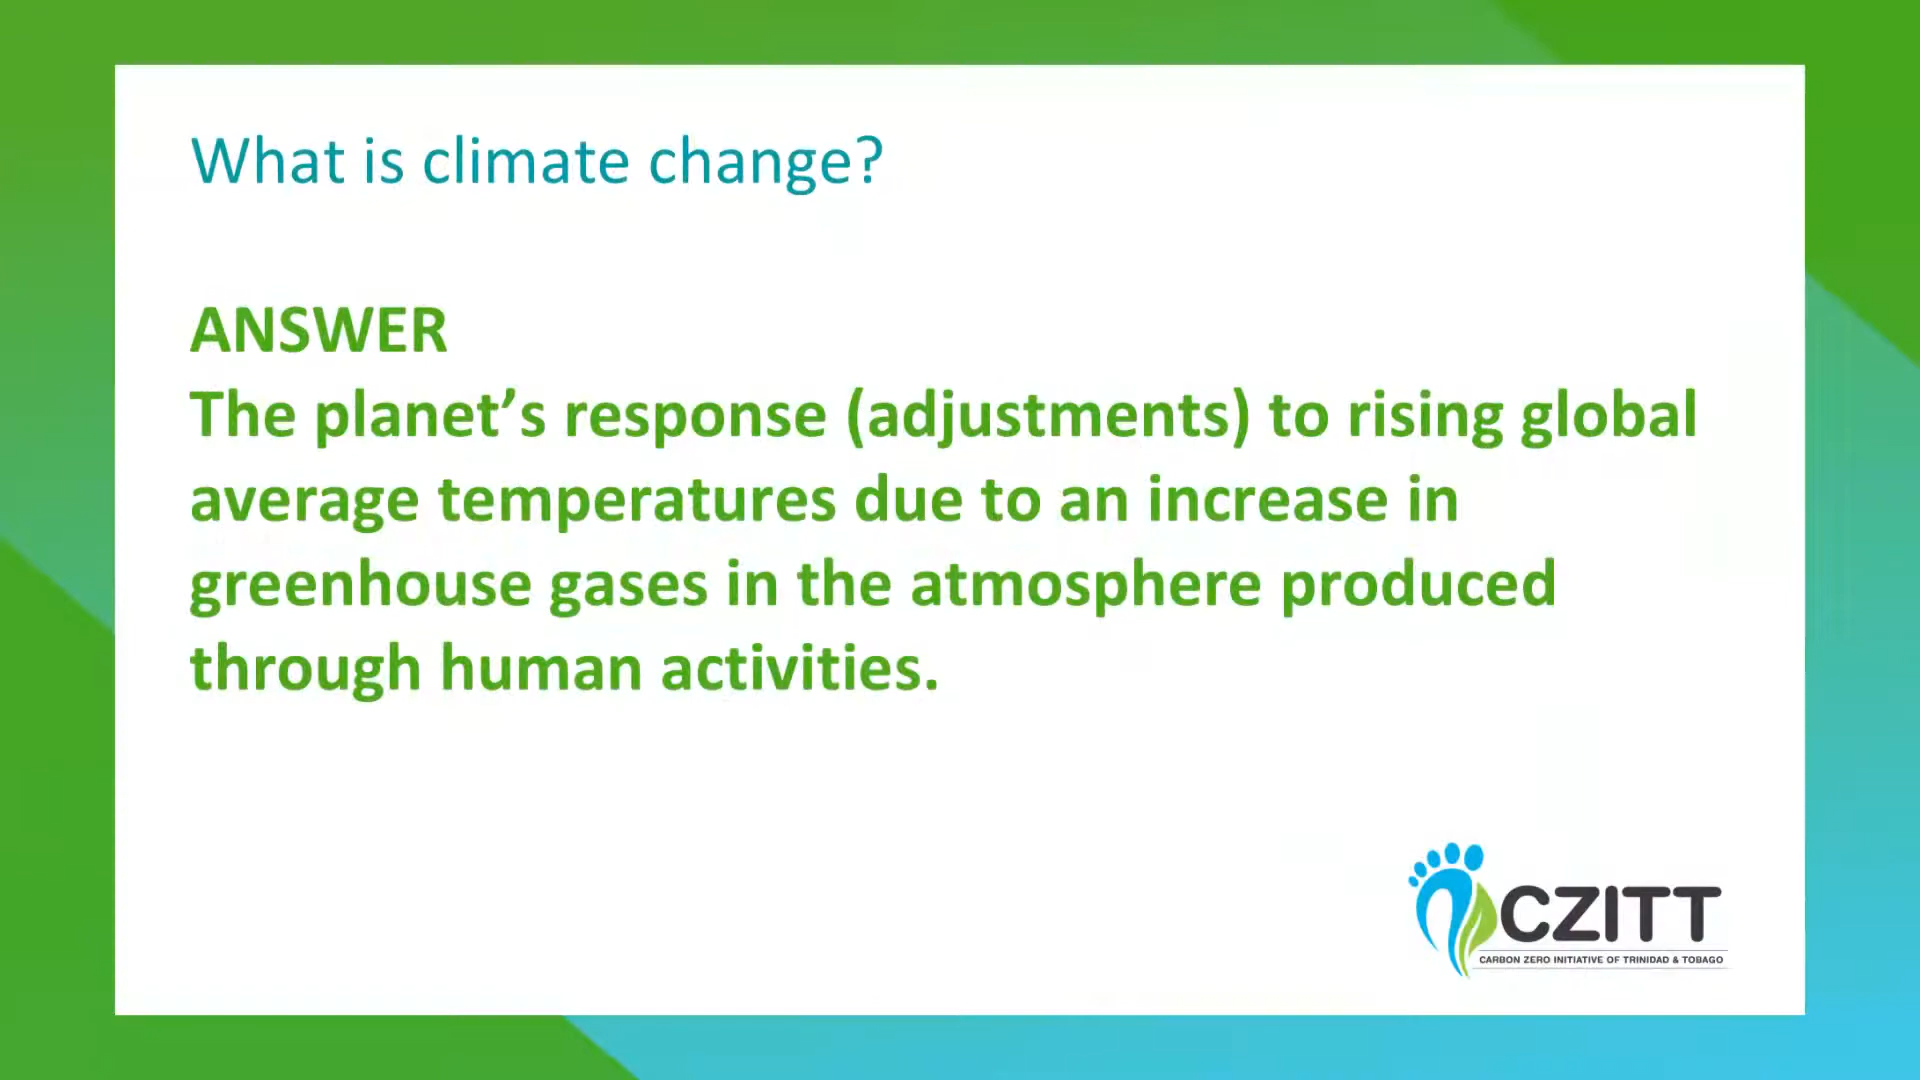 What is climate change?
ANSWER
The planet’s response (adjustments) to rising global
average temperatures due to an increase in
greenhouse gases in the atmosphere produced
through human activities.
CZITT
CARBON ZERO INITIATIVE OF TRINIDAD & TOBAGO